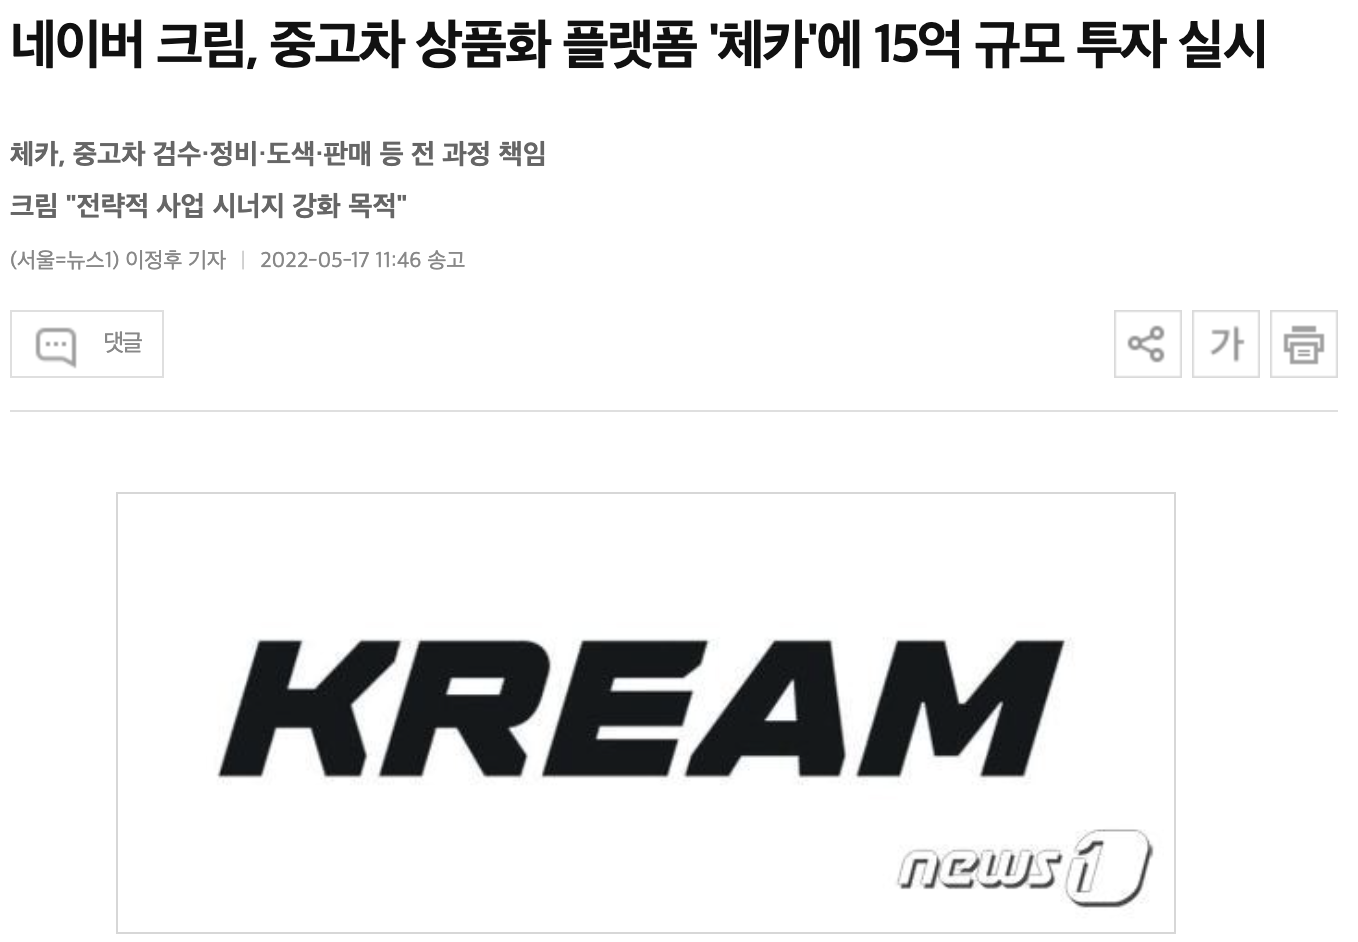 네이버 크림, 중고차 상품화 플랫폼 '체카'에 15억 규모 투자 실시
체카, 중고차 검수·정비·도색·판매 등 전 과정 책임
크림 "전략적 사업 시너지 강화 목적"
(서울=뉴스1) 이정후 기자 | 2022-05-17 11:46 송고
댓글
가
KREAM
news1